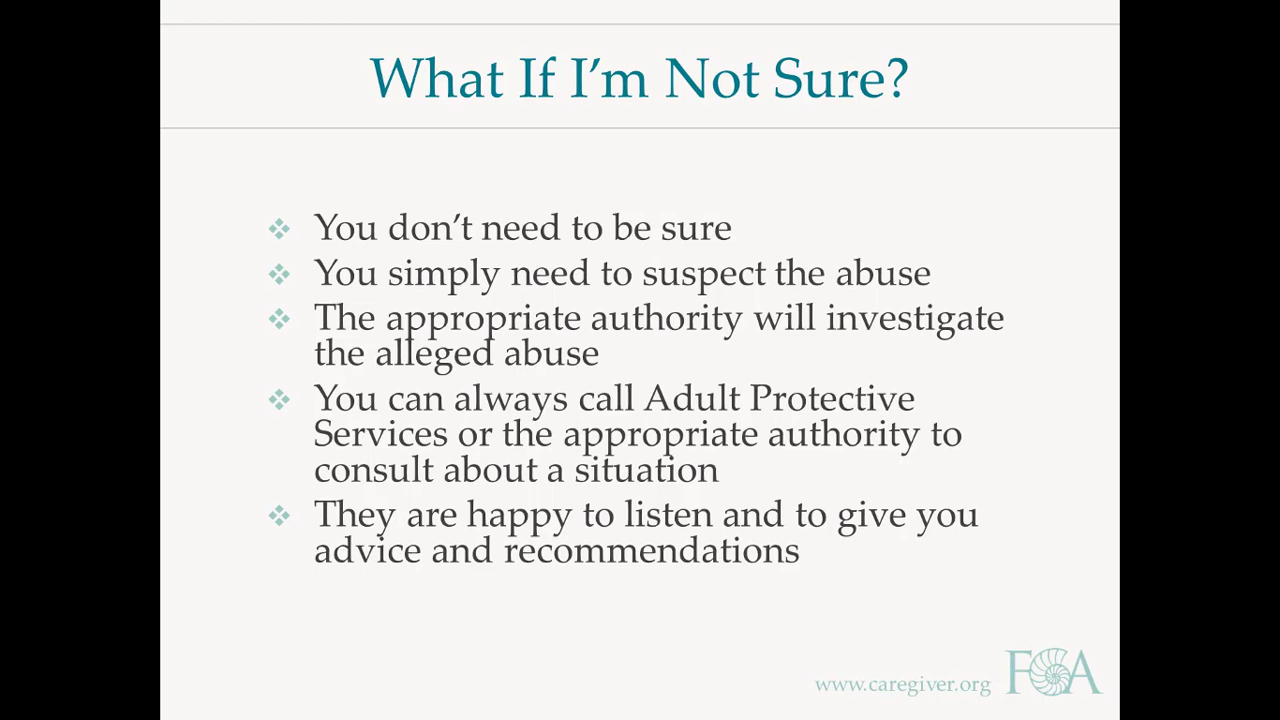 What If I'm Not Sure?
❖ You don't need to be sure
❖ You simply need to suspect the abuse
❖ The appropriate authority will investigate
the alleged abuse
❖ You can always call Adult Protective
Services or the appropriate authority to
consult about a situation
❖ They are happy to listen and to give you
advice and recommendations
www.caregiver.org FCA